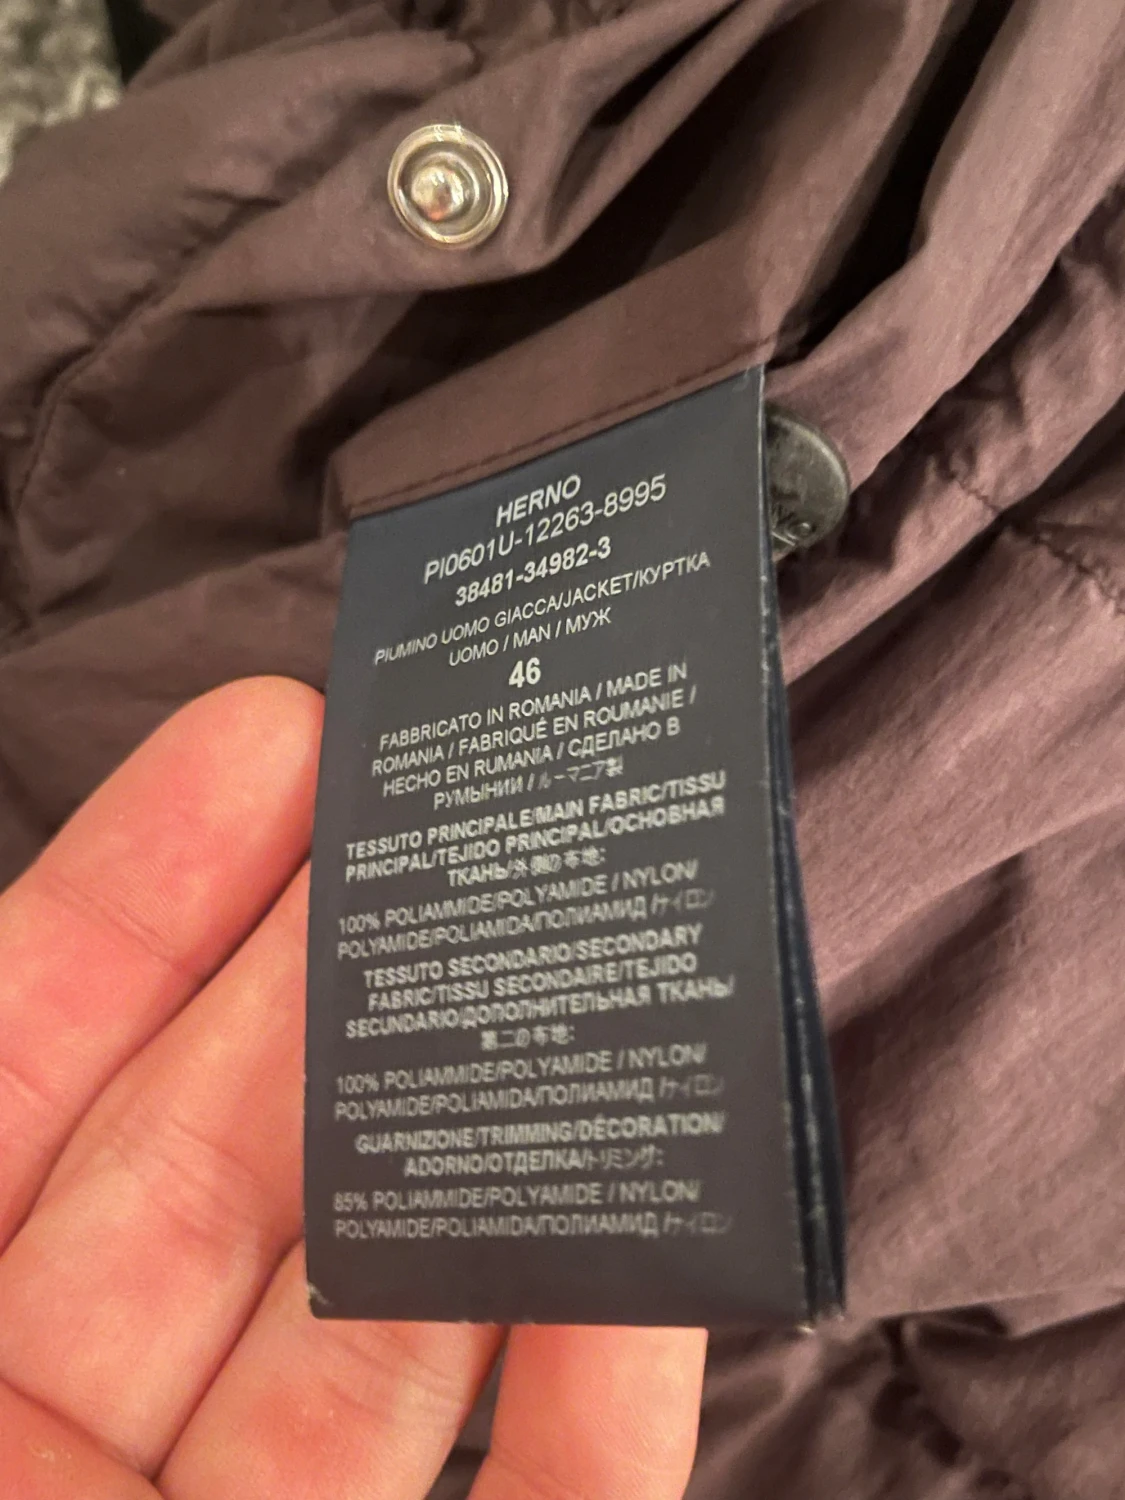 HERNO
PI0601U-12263-8995
38481-34982-3
PIUMINO UOMO GIACCA/JACKET/КУРТКА
UOMO / MAN / МУЖ
46
FABBRICATO IN ROMANIA / MADE IN
ROMANIA / FABRIQUÉ EN ROUMANIE /
HECHO EN RUMANIA / СДЕЛАНО В
РУМЫНИИ / ルーマニア製
TESSUTO PRINCIPALE/MAIN FABRIC/TISSU
PRINCIPAL/TEJIDO PRINCIPAL/ОСНОВНАЯ
ТКАНЬ/外側の布地:
100% POLIAMMIDE/POLYAMIDE / NYLON/
POLYAMIDE/POLIAMIDA/ПОЛИАМИД /ナイロン
TESSUTO SECONDARIO/SECONDARY
FABRIC/TISSU SECONDAIRE/TEJIDO
SECUNDARIO/ДОПОЛНИТЕЛЬНАЯ ТКАНЬ/
第二の布地:
100% POLIAMMIDE/POLYAMIDE / NYLON/
POLYAMIDE/POLIAMIDA/ПОЛИАМИД /ナイロン
GUARNIZIONE/TRIMMING/DÉCORATION/
ADORNO/ОТДЕЛКА/トリミング:
85% POLIAMMIDE/POLYAMIDE / NYLON/
POLYAMIDE/POLIAMIDA/ПОЛИАМИД /ナイロン